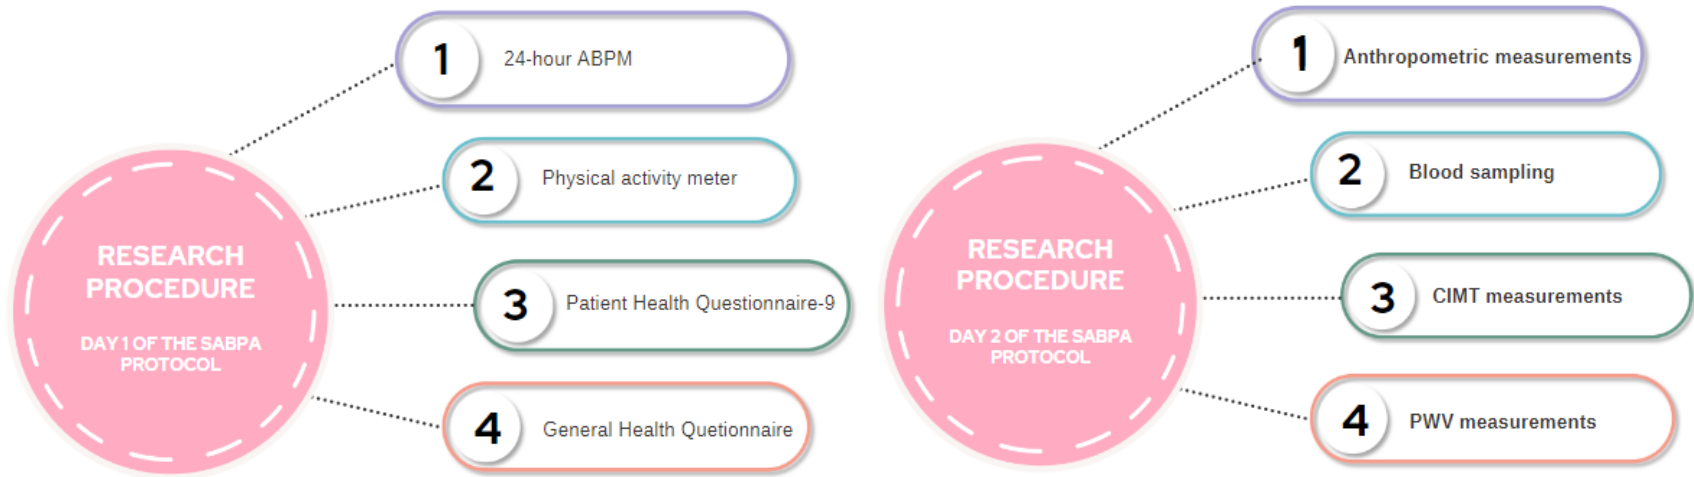 RESEARCH
PROCEDURE
DAY 1 OF THE SABPA
PROTOCOL
1
24-hour ABPM
2
Physical activity meter
3
Patient Health Questionnaire-9
4
General Health Quetionnaire
RESEARCH
PROCEDURE
DAY 2 OF THE SABPA
PROTOCOL
1
Anthropometric measurements
2
Blood sampling
3
CIMT measurements
4
PWV measurements